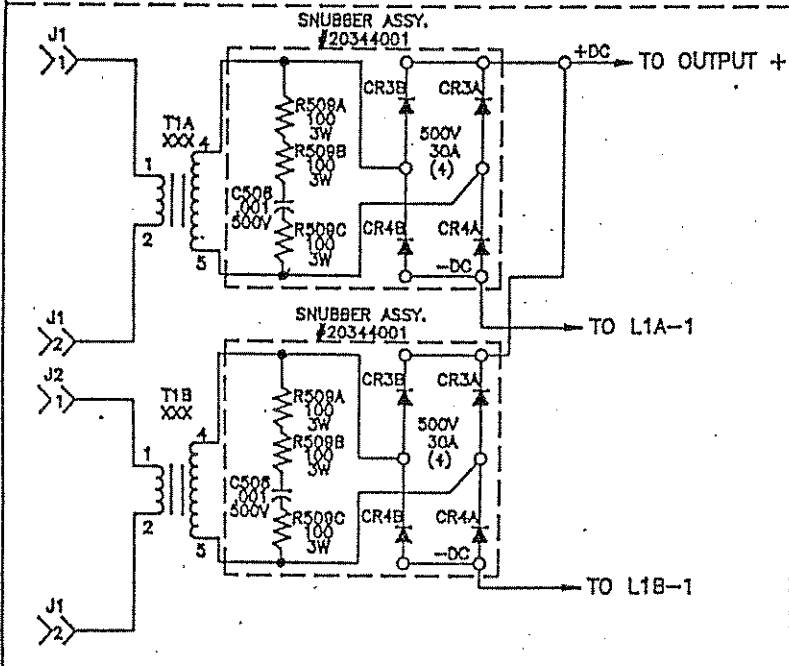 SNUBBER ASSY.
#20344001
J1
1
+DC
TO OUTPUT +
CR3B
CR3A
T1A
XXX
R509A
100
3W
500V
30A
(4)
4
1
R509B
100
3W
C506
.001
500V
R509C
100
3W
CR4B
CR4A
2
5
-DC
J1
2
SNUBBER ASSY.
#20344001
TO L1A-1
J2
1
CR3B
CR3A
T1B
XXX
R509A
100
3W
500V
30A
(4)
4
1
R509B
100
3W
C506
.001
500V
R509C
100
3W
CR4B
CR4A
2
5
-DC
TO L1B-1
J1
2